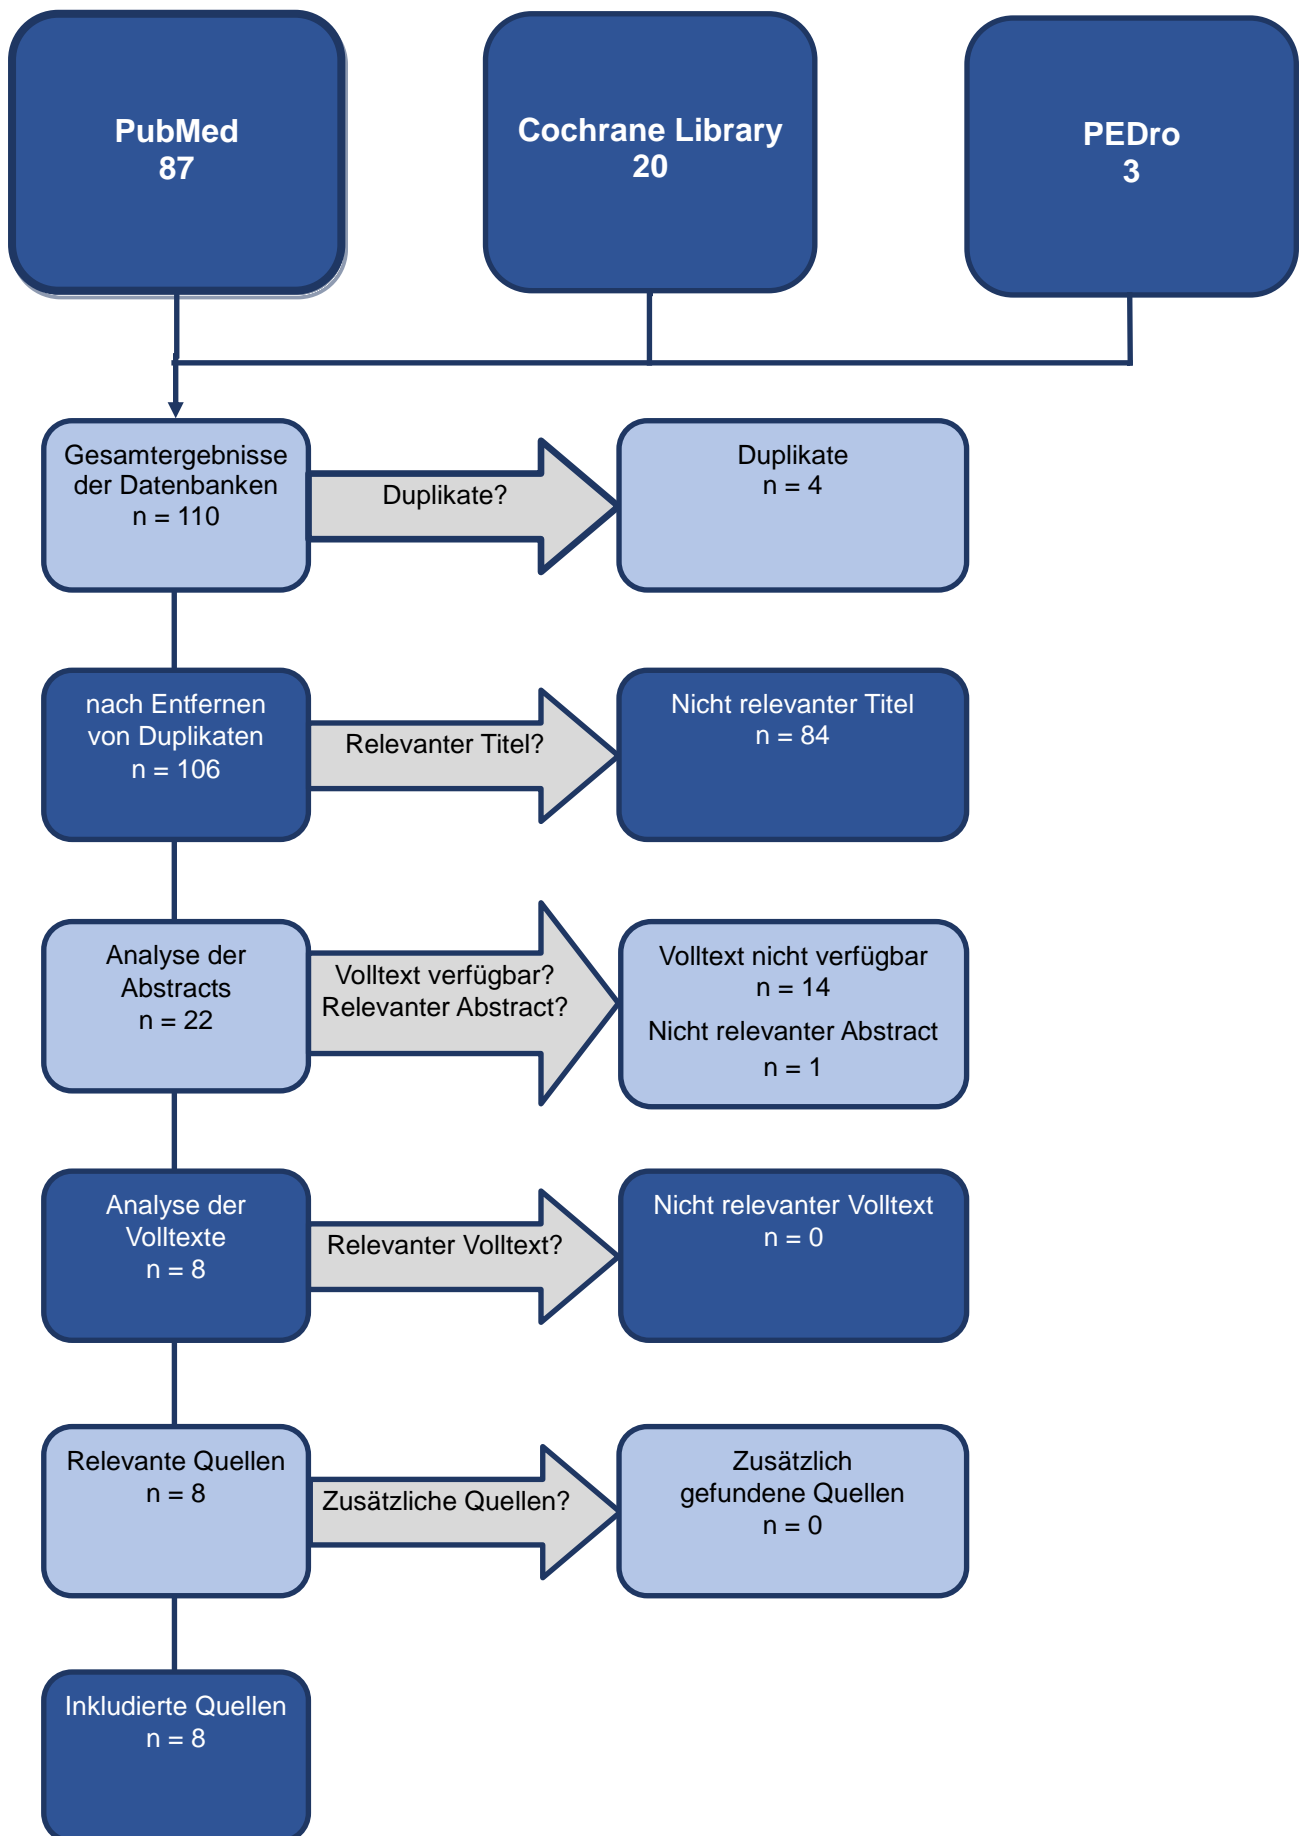 PubMed
87
Cochrane Library
20
PEDro
3
Gesamtergebnisse
der Datenbanken
n = 110
Duplikate?
Duplikate
n = 4
nach Entfernen
von Duplikaten
n = 106
Relevanter Titel?
Nicht relevanter Titel
n = 84
Analyse der
Abstracts
n = 22
Volltext verfügbar?
Relevanter Abstract?
Volltext nicht verfügbar
n = 14
Nicht relevanter Abstract
n = 1
Analyse der
Volltexte
n = 8
Relevanter Volltext?
Nicht relevanter Volltext
n = 0
Relevante Quellen
n = 8
Zusätzliche Quellen?
Zusätzlich
gefundene Quellen
n = 0
Inkludierte Quellen
n = 8